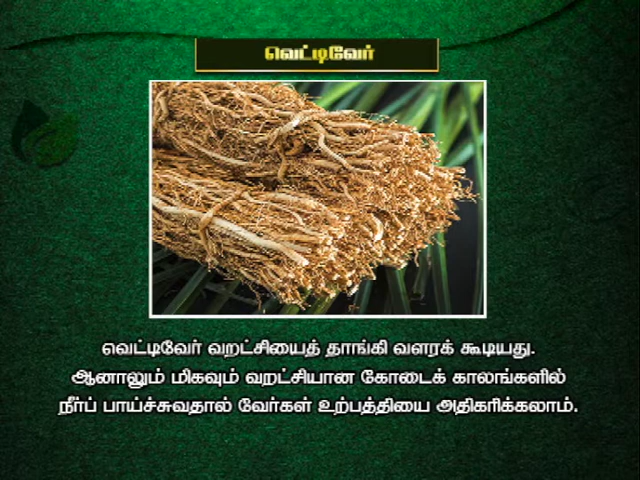 வெட்டிவேர்
வெட்டிவேர் வறட்சியைத் தாங்கி வளரக் கூடியது.
ஆனாலும் மிகவும் வறட்சியான கோடைக் காலங்களில்
நீர்ப் பாய்ச்சுவதால் வேர்கள் உற்பத்தியை அதிகரிக்கலாம்.